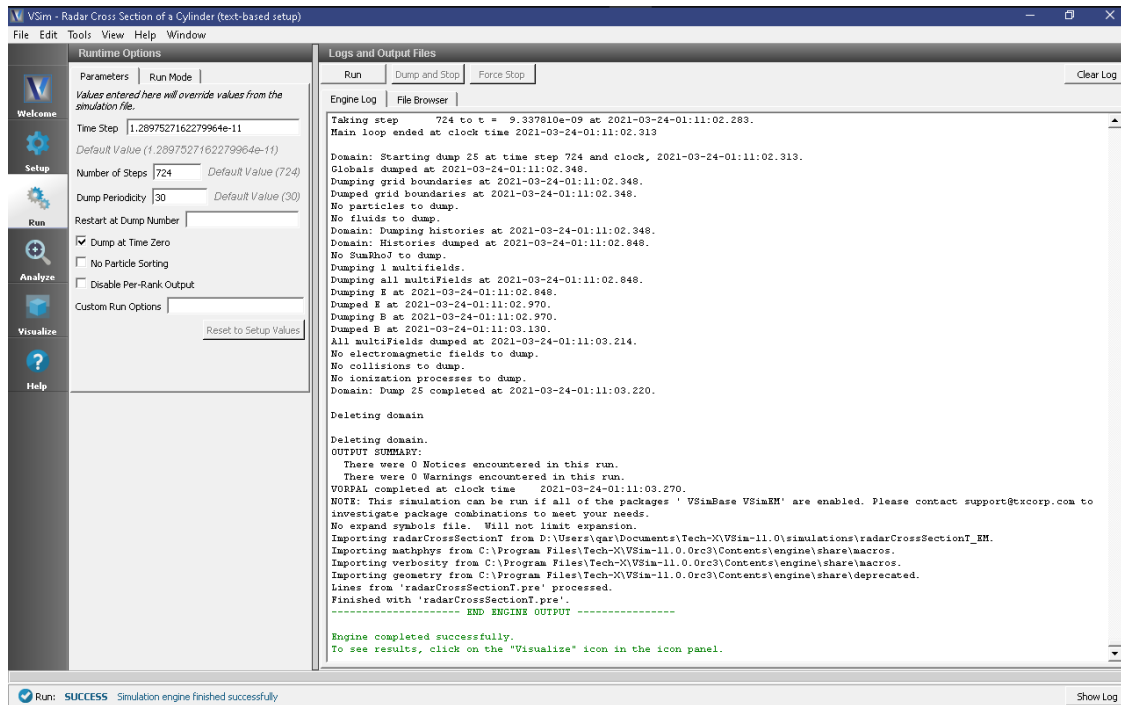 VSim - Radar Cross Section of a Cylinder (text-based setup)
File Edit Tools View Help Window
Welcome
Setup
Run
Analyze
Visualize
Help
Runtime Options
Parameters Run Mode
Values entered here will override values from the
simulation file.
Time Step 1.2897527162279964e-11
Default Value (1.2897527162279964e-11)
Number of Steps 724 Default Value (724)
Dump Periodicity 30 Default Value (30)
Restart at Dump Number
Dump at Time Zero
No Particle Sorting
Disable Per-Rank Output
Custom Run Options
Reset to Setup Values
Logs and Output Files
Run Dump and Stop Force Stop Clear Log
Engine Log File Browser
Taking step 724 to t = 9.337810e-09 at 2021-03-24-01:11:02.283.
Main loop ended at clock time 2021-03-24-01:11:02.313
Domain: Starting dump 25 at time step 724 and clock, 2021-03-24-01:11:02.313.
Globals dumped at 2021-03-24-01:11:02.348.
Dumping grid boundaries at 2021-03-24-01:11:02.348.
Dumped grid boundaries at 2021-03-24-01:11:02.348.
No particles to dump.
No fluids to dump.
Domain: Dumping histories at 2021-03-24-01:11:02.348.
Domain: Histories dumped at 2021-03-24-01:11:02.848.
No SumRhoJ to dump.
Dumping 1 multifields.
Dumping all multiFields at 2021-03-24-01:11:02.848.
Dumping E at 2021-03-24-01:11:02.848.
Dumped E at 2021-03-24-01:11:02.970.
Dumping B at 2021-03-24-01:11:02.970.
Dumped B at 2021-03-24-01:11:03.130.
All multiFields dumped at 2021-03-24-01:11:03.214.
No electromagnetic fields to dump.
No collisions to dump.
No ionization processes to dump.
Domain: Dump 25 completed at 2021-03-24-01:11:03.220.
Deleting domain
Deleting domain.
OUTPUT SUMMARY:
There were 0 Notices encountered in this run.
There were 0 Warnings encountered in this run.
VORPAL completed at clock time 2021-03-24-01:11:03.270.
NOTE: This simulation can be run if all of the packages ' VSimBase VSimEM' are enabled. Please contact support@txcorp.com to
investigate package combinations to meet your needs.
No expand symbols file. Will not limit expansion.
Importing radarCrossSectionT from D:\Users\qar\Documents\Tech-X\VSim-11.0\simulations\radarCrossSectionT_EM.
Importing mathphys from C:\Program Files\Tech-X\VSim-11.0.0rc3\Contents\engine\share\macros.
Importing verbosity from C:\Program Files\Tech-X\VSim-11.0.0rc3\Contents\engine\share\macros.
Importing geometry from C:\Program Files\Tech-X\VSim-11.0.0rc3\Contents\engine\share\deprecated.
Lines from 'radarCrossSectionT.pre' processed.
Finished with 'radarCrossSectionT.pre'.
--------------------- END ENGINE OUTPUT ----------------
Engine completed successfully.
To see results, click on the "Visualize" icon in the icon panel.
Run: SUCCESS Simulation engine finished successfully Show Log